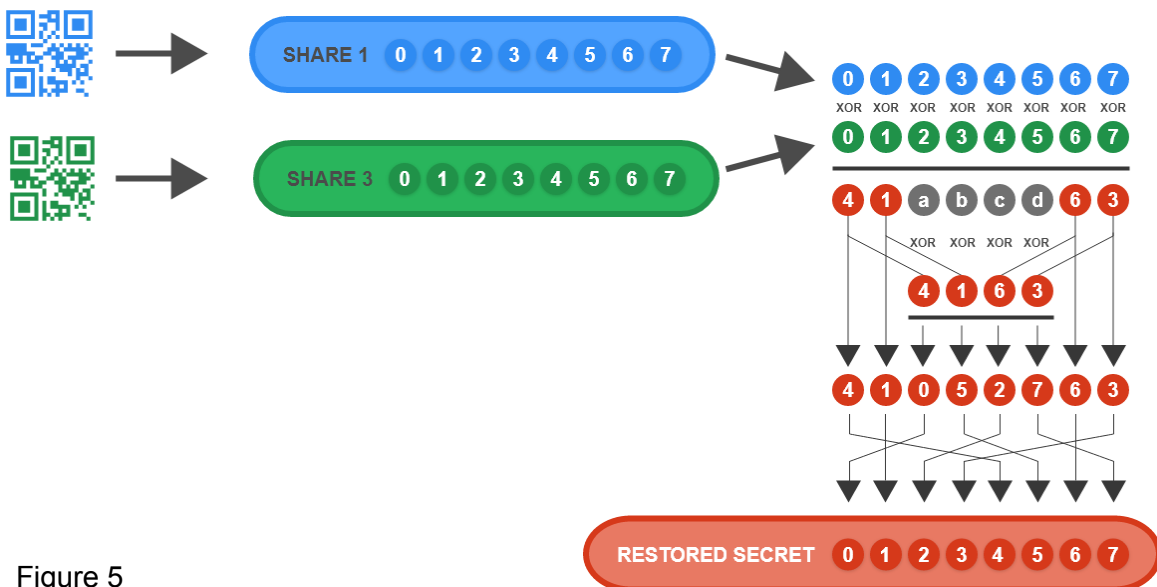 SHARE 1 0 1 2 3 4 5 6 7
0 1 2 3 4 5 6 7
XOR XOR XOR XOR XOR XOR XOR XOR
0 1 2 3 4 5 6 7
SHARE 3 0 1 2 3 4 5 6 7
4 1 a b c d 6 3
XOR XOR XOR XOR
4 1 6 3
4 1 0 5 2 7 6 3
RESTORED SECRET 0 1 2 3 4 5 6 7
Figure 5